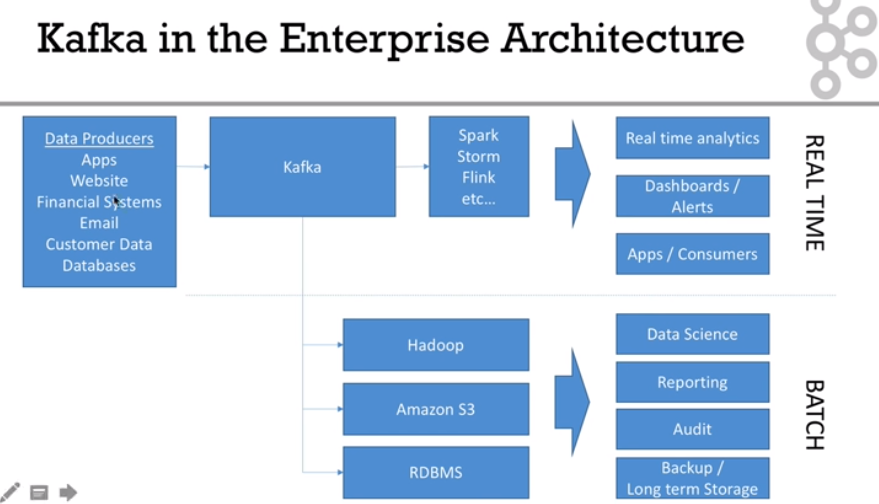 Kafka in the Enterprise Architecture
Data Producers
Apps
Website
Financial Systems
Email
Customer Data
Databases
Kafka
Spark
Storm
Flink
etc...
Real time analytics
Dashboards /
Alerts
Apps / Consumers
REAL TIME
Hadoop
Amazon S3
RDBMS
Data Science
Reporting
Audit
Backup /
Long term Storage
BATCH